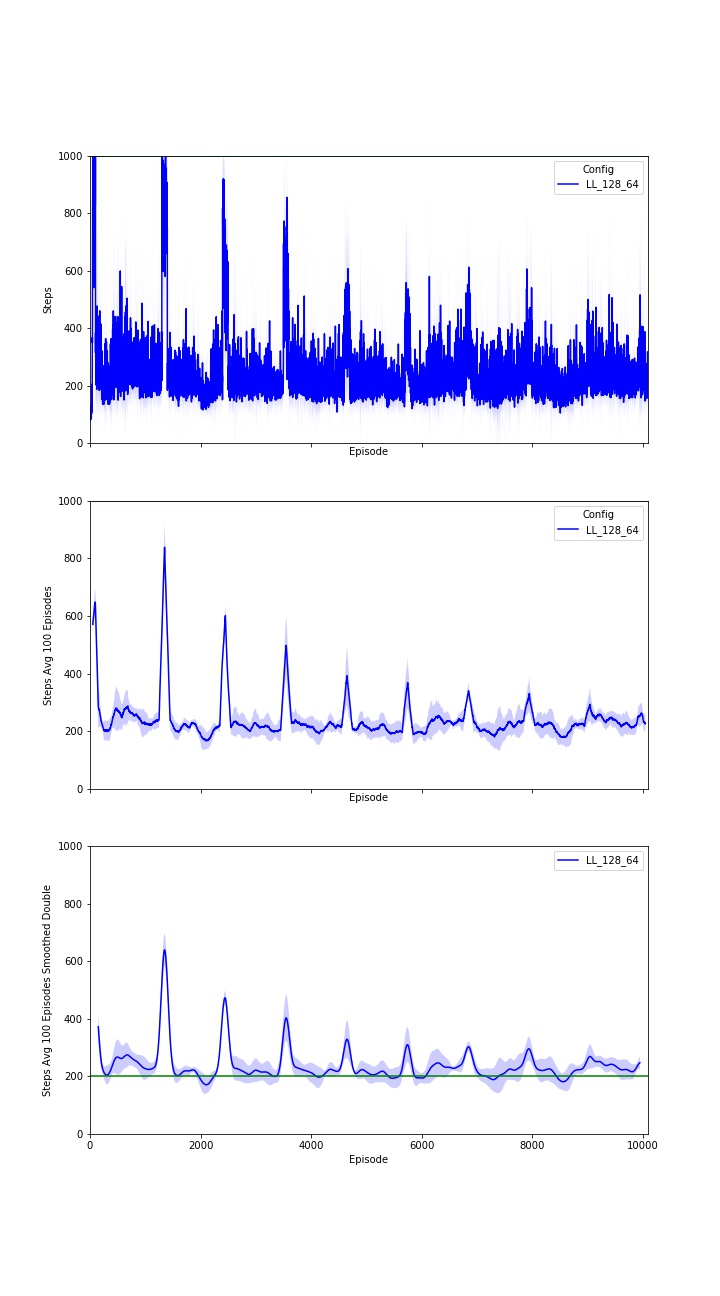 1000
800
600
400
200
0
Steps
Config
LL_128_64
Episode
1000
800
600
400
200
0
Steps Avg 100 Episodes
Config
LL_128_64
Episode
1000
800
600
400
200
0
Steps Avg 100 Episodes Smoothed Double
LL_128_64
0 2000 4000 6000 8000 10000
Episode